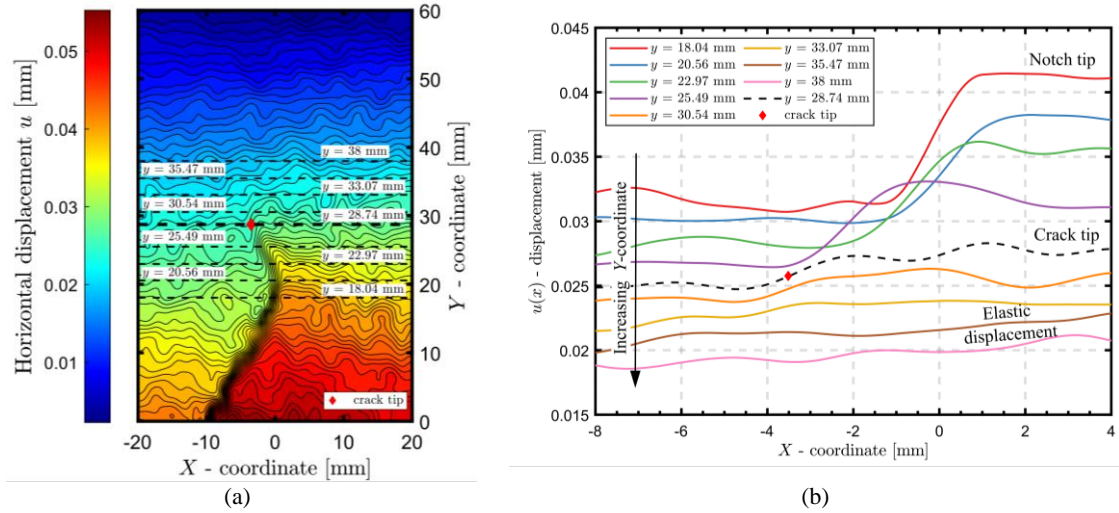 Horizontal displacement u [mm]
0.05
0.04
0.03
0.02
0.01
y = 38 mm
y = 35.47 mm
y = 33.07 mm
y = 30.54 mm
y = 28.74 mm
y = 25.49 mm
y = 22.97 mm
y = 20.56 mm
y = 18.04 mm
crack tip
60
50
40
30
20
10
0
Y - coordinate [mm]
-20 -10 0 10 20
X - coordinate [mm]
(a)
u(x) - displacement [mm]
0.045
0.04
0.035
0.03
0.025
0.02
0.015
y = 18.04 mm
y = 20.56 mm
y = 22.97 mm
y = 25.49 mm
y = 30.54 mm
y = 33.07 mm
y = 35.47 mm
y = 38 mm
y = 28.74 mm
crack tip
Notch tip
Crack tip
Elastic
displacement
Increasing Y-coordinate
-8 -6 -4 -2 0 2 4
X - coordinate [mm]
(b)